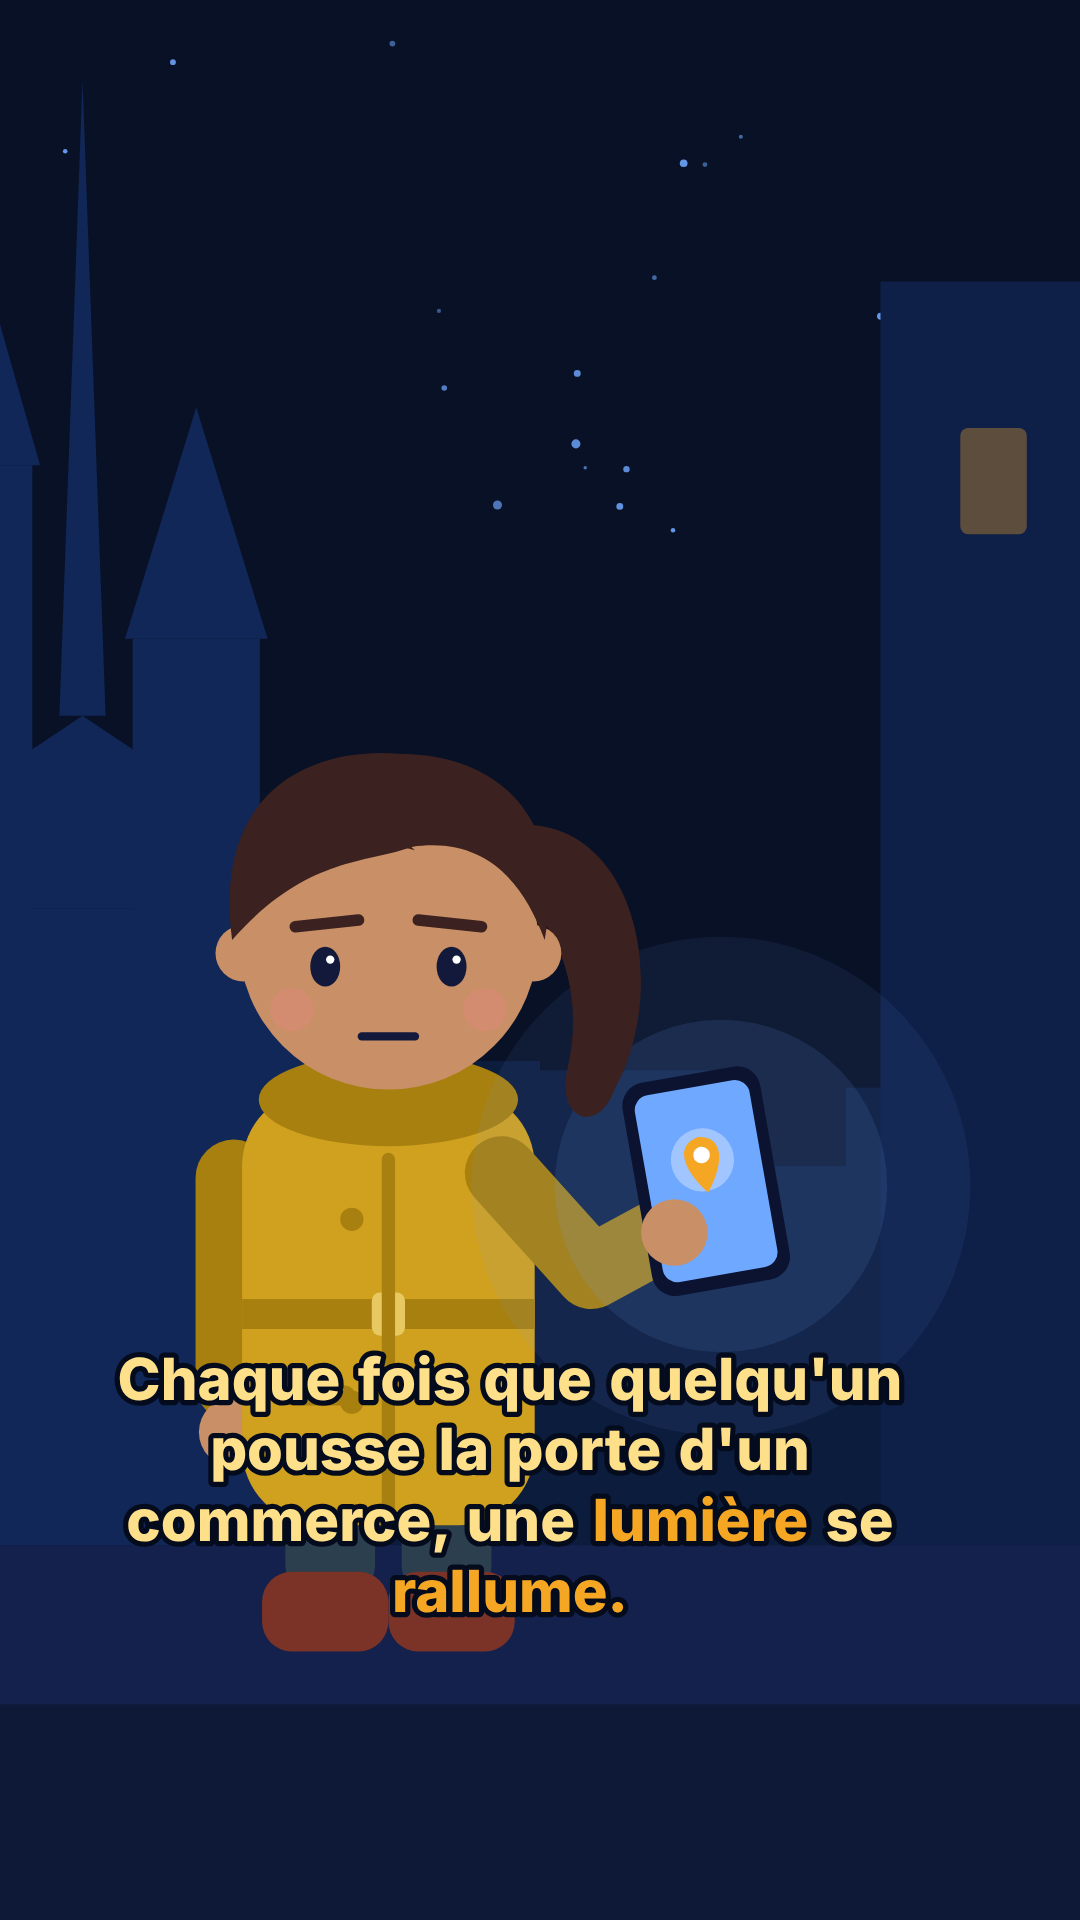 Chaque fois que quelqu'un
pousse la porte d'un
commerce, une lumière se
rallume.